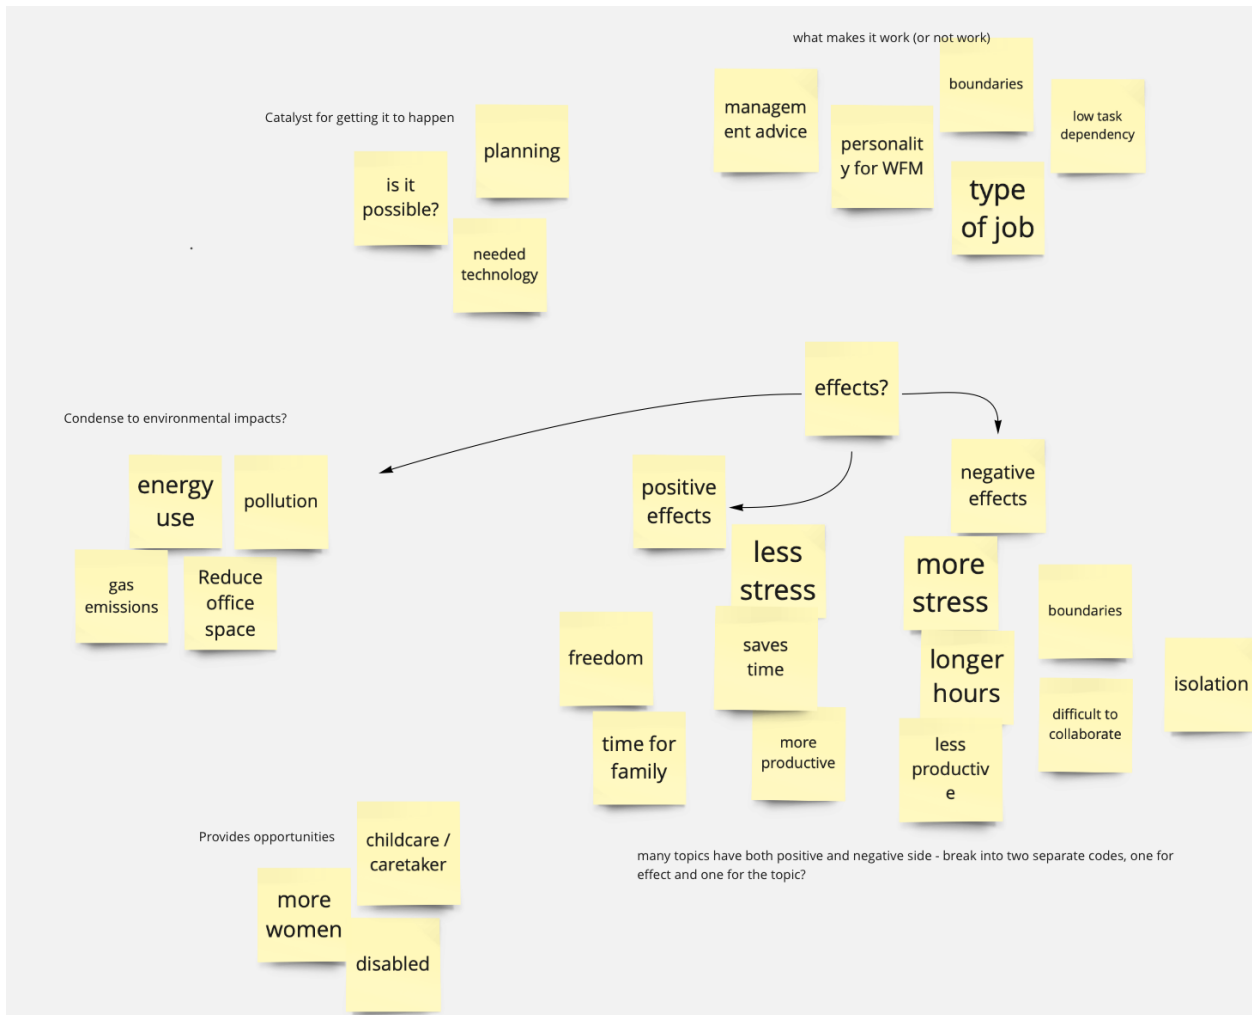 what makes it work (or not work)
managem
ent advice
personalit
y for WFM
boundaries
low task
dependency
type
of job
Catalyst for getting it to happen
planning
is it
possible?
needed
technology
effects?
Condense to environmental impacts?
energy
use
pollution
gas
emissions
Reduce
office
space
positive
effects
less
stress
freedom
saves
time
time for
family
more
productive
negative
effects
more
stress
boundaries
longer
hours
isolation
difficult to
collaborate
less
productiv
e
many topics have both positive and negative side - break into two separate codes, one for
effect and one for the topic?
Provides opportunities
childcare /
caretaker
more
women
disabled